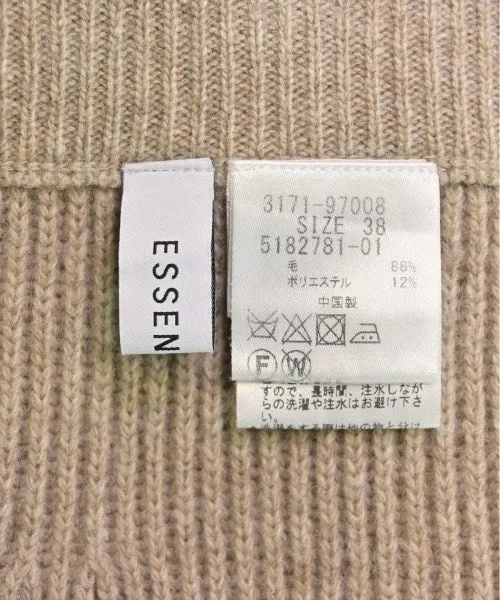 ESSEN
3171-97008
SIZE 38
5182781-01
毛 88%
ポリエステル 12%
中国製
F W
すので、長時間、注水しなが
らの洗濯や注水はお避け下さ
い。